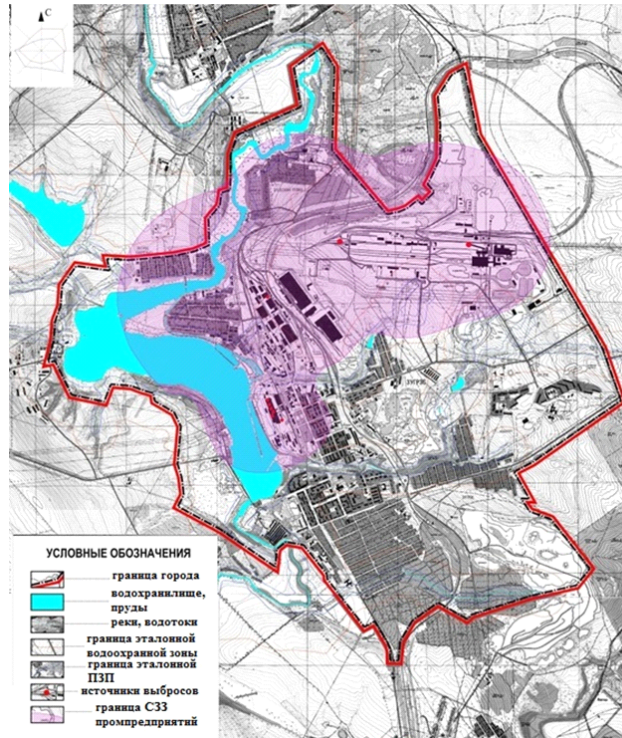 С
УСЛОВНЫЕ ОБОЗНАЧЕНИЯ
граница города
водохранилище,
пруды
реки, водотоки
граница эталонной
водоохранной зоны
граница эталонной
ПЗП
источники выбросов
граница СЗЗ
промпредприятий